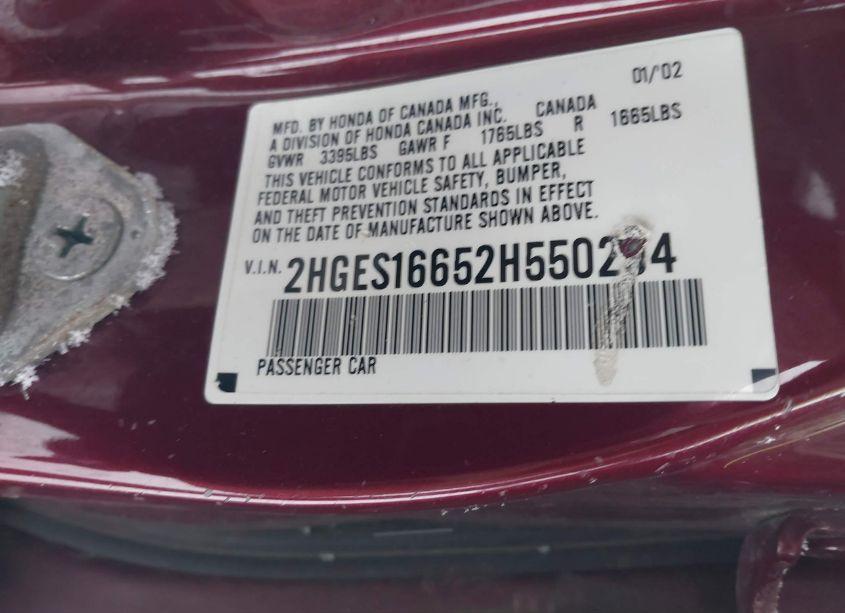 01/'02
MFD. BY HONDA OF CANADA MFG.,
A DIVISION OF HONDA CANADA INC. CANADA
GVWR 3395LBS GAWR F 1765LBS R 1665LBS
THIS VEHICLE CONFORMS TO ALL APPLICABLE
FEDERAL MOTOR VEHICLE SAFETY, BUMPER,
AND THEFT PREVENTION STANDARDS IN EFFECT
ON THE DATE OF MANUFACTURE SHOWN ABOVE.
V.I.N.
PASSENGER CAR